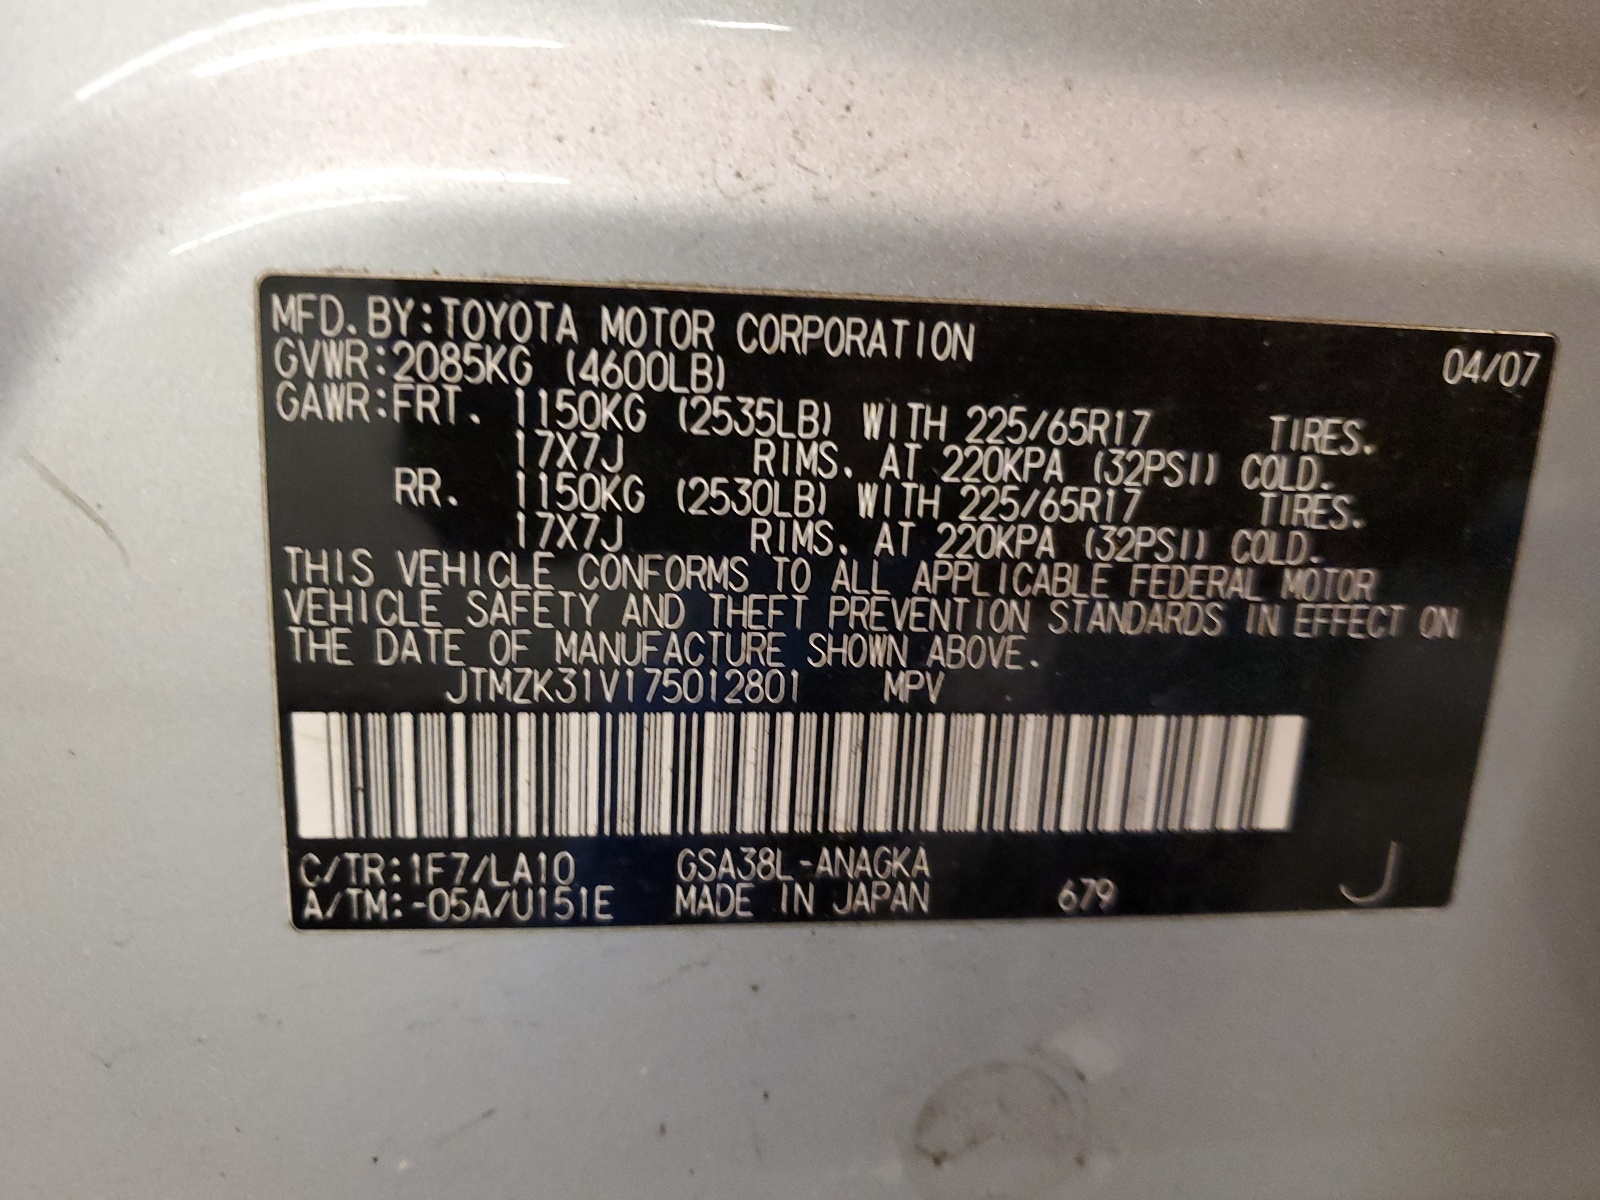 MFD. BY: TOYOTA MOTOR CORPORATION 04/07
GVWR: 2085KG (4600LB)
GAWR: FRT. 1150KG (2535LB) WITH 225/65R17 TIRES.
17X7J RIMS. AT 220KPA (32PSI) COLD.
RR. 1150KG (2530LB) WITH 225/65R17 TIRES.
17X7J RIMS. AT 220KPA (32PSI) COLD.
THIS VEHICLE CONFORMS TO ALL APPLICABLE FEDERAL MOTOR
VEHICLE SAFETY AND THEFT PREVENTION STANDARDS IN EFFECT ON
THE DATE OF MANUFACTURE SHOWN ABOVE.
JTMZK31V175012801 MPV
C/TR: 1F7/LA10 GSA38L-ANAGKA
A/TM: -05A/U151E MADE IN JAPAN 679 J